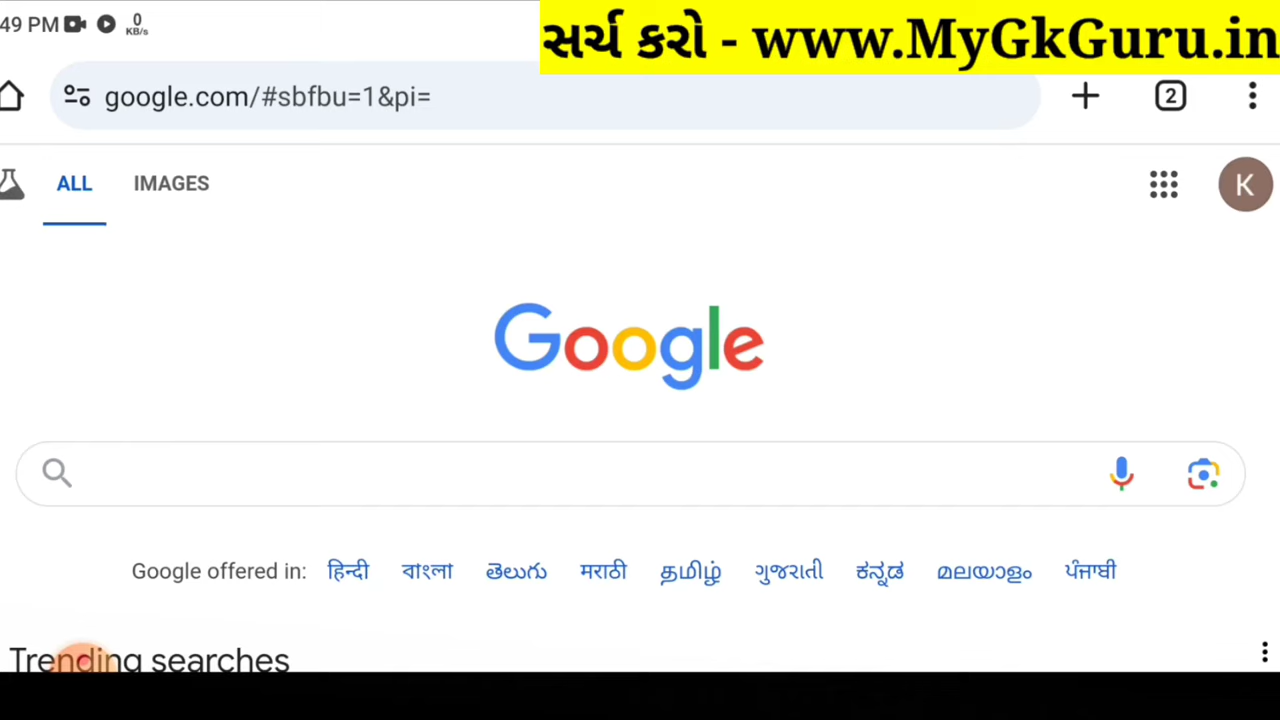 49 PM 0 KB/s
સર્ચ કરો - www.MyGkGuru.in
google.com/#sbfbu=1&pi=
2
ALL IMAGES
K
Google
Google offered in: हिन्दी বাংলা తెలుగు मराठी தமிழ் ગુજરાતી ಕನ್ನಡ മലയാളം ਪੰਜਾਬੀ
Trending searches